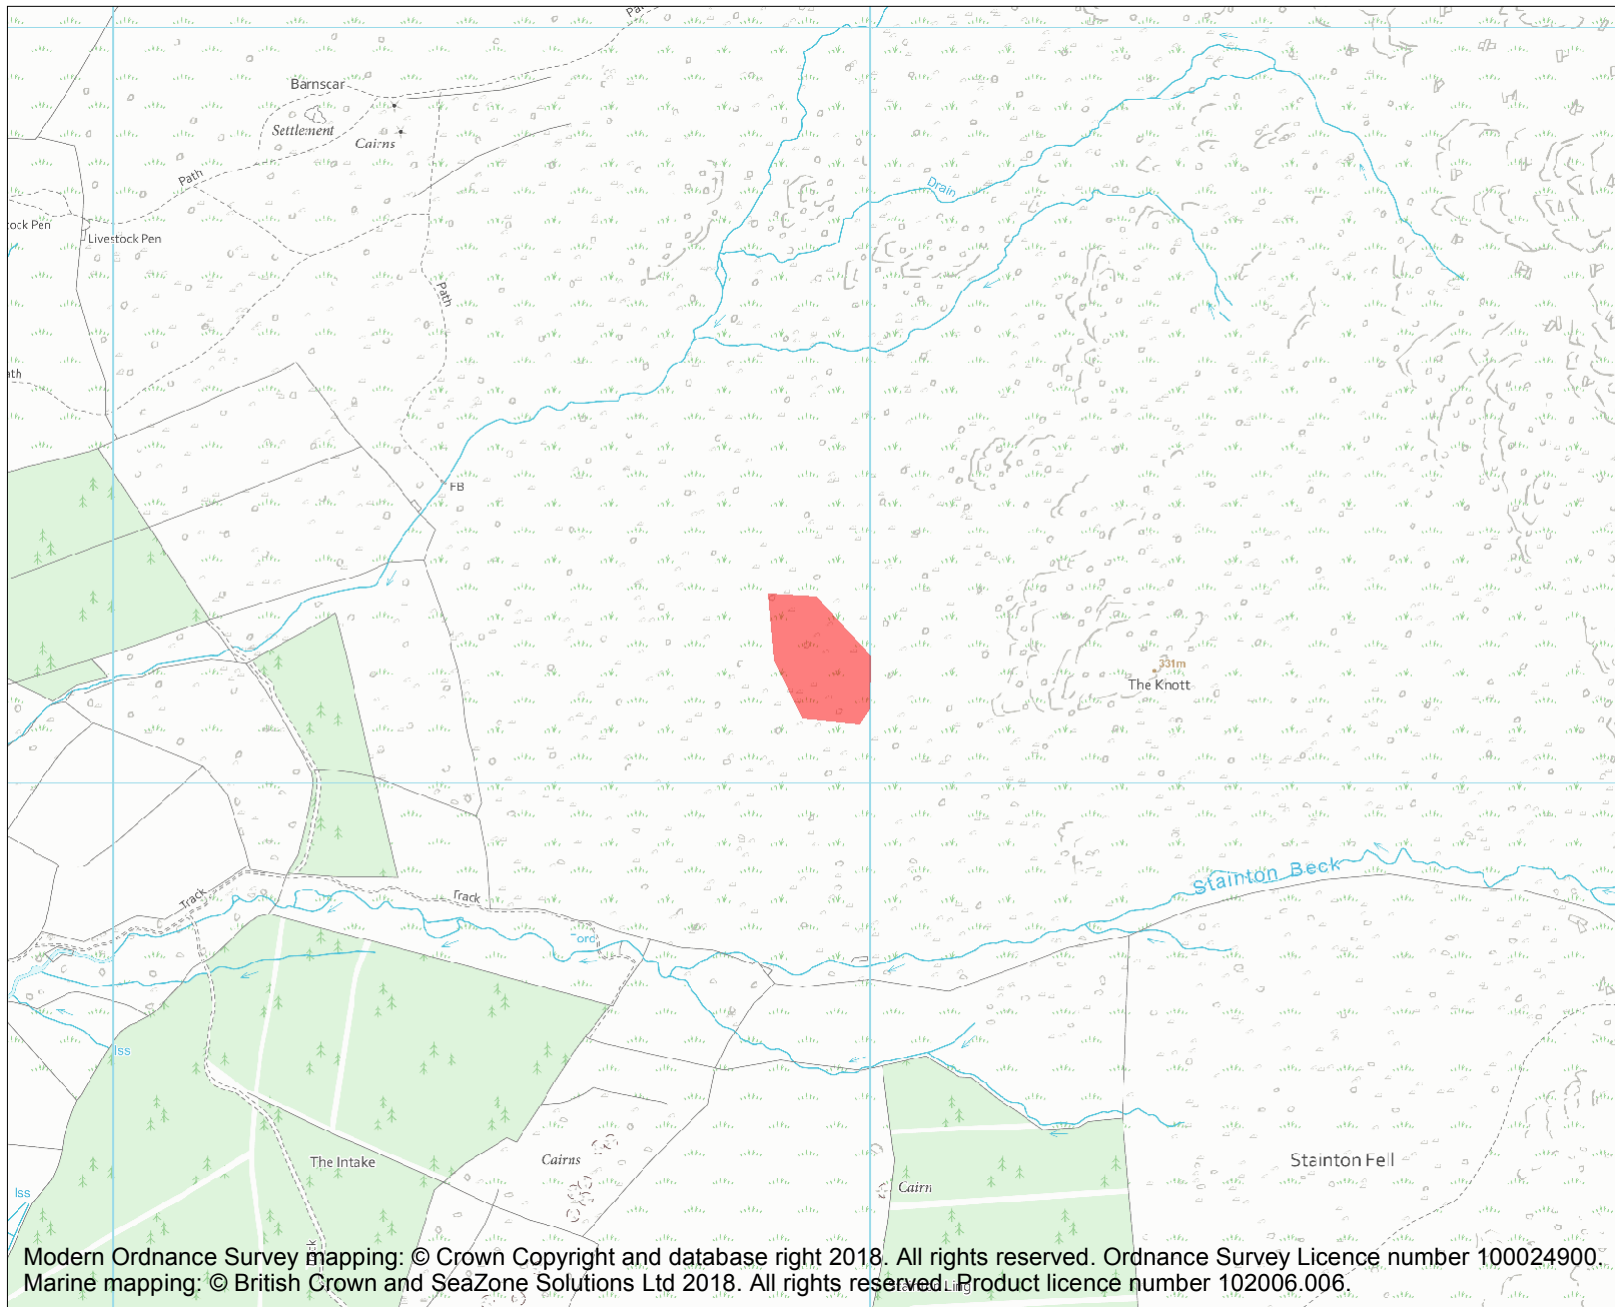 Pa
Barnscar
Settlement
Cairns
Path
Drain
ock Pen
Livestock Pen
Path
ath
FB
331m
The Knott
Stainton Beck
Track
Track
Iss
The Intake
Cairns
Cairn
Stainton Fell
Iss
Modern Ordnance Survey mapping: © Crown Copyright and database right 2018. All rights reserved. Ordnance Survey Licence number 100024900.
Marine mapping: © British Crown and SeaZone Solutions Ltd 2018. All rights reserved. Product licence number 102006.006.